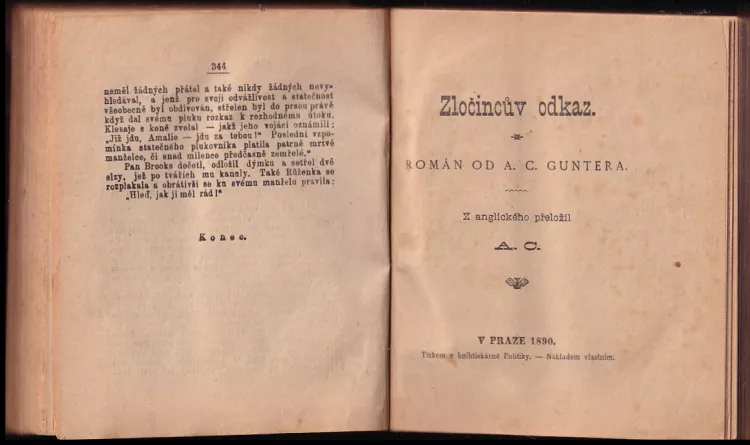 344
neměl žádných přátel a také nikdy žádných nevy-
hledával, a jenž pro svoji odvážlivost a statečnost
všeobecně byl obdivován, střelen byl do prsou právě
když dal svému pluku rozkaz k rozhodnému útoku.
Klesaje s koně zvolal — jakž jeho vojáci oznámili:
„Již jdu, Amalie — jdu za tebou!“ Poslední vzpo-
mínka statečného plukovníka platila patrně mrtvé
manželce, či snad milence předčasně zemřelé.“
Pan Brooks dočetl, odložil dýmku a setřel dvě
slzy, jež po tvářích mu kanuly. Také Růženka se
rozplakala a obrátivši se ku svému manželu pravila:
„Hleď, jak ji měl rád!“
Konec.
Zločincův odkaz.
ROMÁN OD A. C. GUNTERA.
Z anglického přeložil
A. C.
V PRAZE 1890.
Tiskem v knihtiskárně Politiky. — Nákladem vlastním.